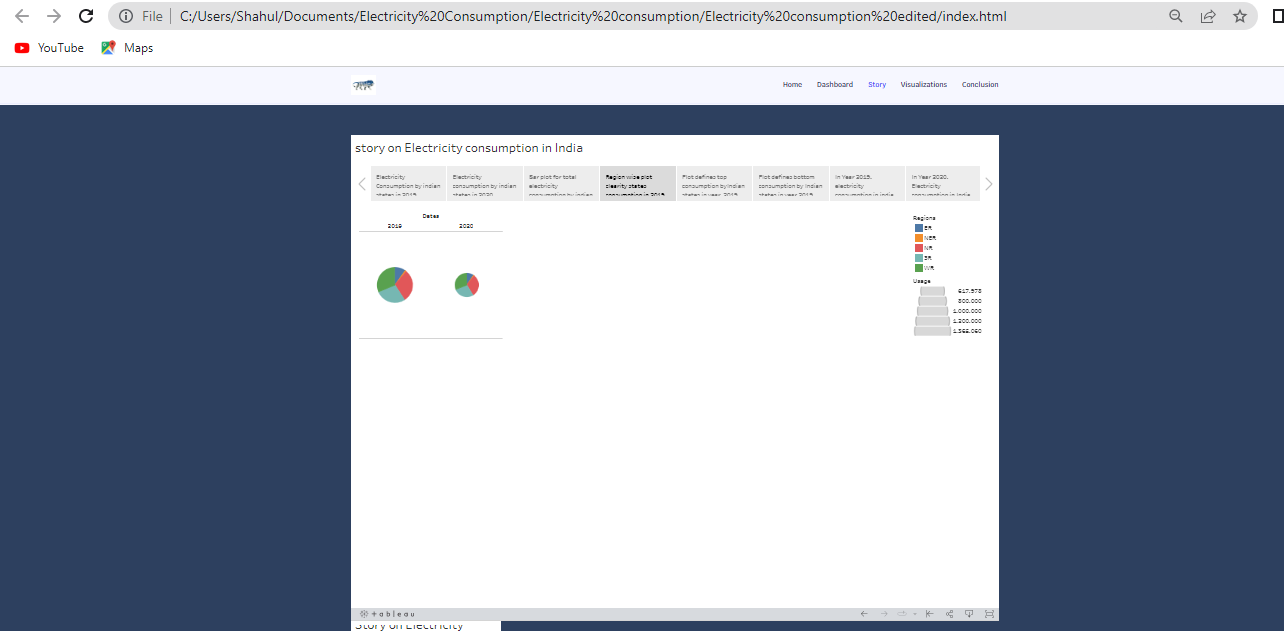 File
C:/Users/Shahul/Documents/Electricity%20Consumption/Electricity%20consumption/Electricity%20consumption%20edited/index.html
YouTube
Maps
Home
Dashboard
Story
Visualizations
Conclusion
story on Electricity consumption in India
Electricity
Consumption by indian
states in 2019
Electricity
consumption by indian
states in 2020
Bar plot for total
electricity
consumption by indian
Region wise plot
clearity states
consumption in 2019
Plot defines top
consumption by Indian
states in year 2019
Plot defines bottom
consumption by Indian
states in year 2019
In Year 2019,
electricity
consumption in India
In Year 2020,
Electricity
consumption in India
Dates
2019
2020
Regions
ER
NER
NR
SR
WR
Usage
617,978
800,000
1,000,000
1,200,000
+ableau
Story on Electricity